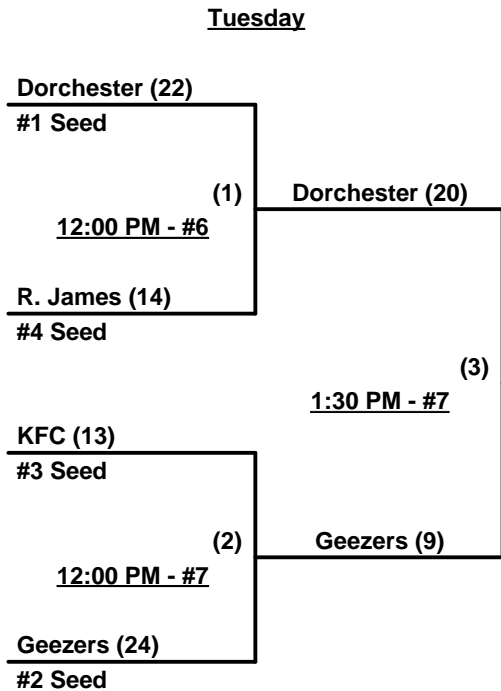 Tuesday
Dorchester (22)
#1 Seed
(1)
Dorchester (20)
12:00 PM - #6
R. James (14)
#4 Seed
(3)
1:30 PM - #7
KFC (13)
#3 Seed
(2)
Geezers (9)
12:00 PM - #7
Geezers (24)
#2 Seed